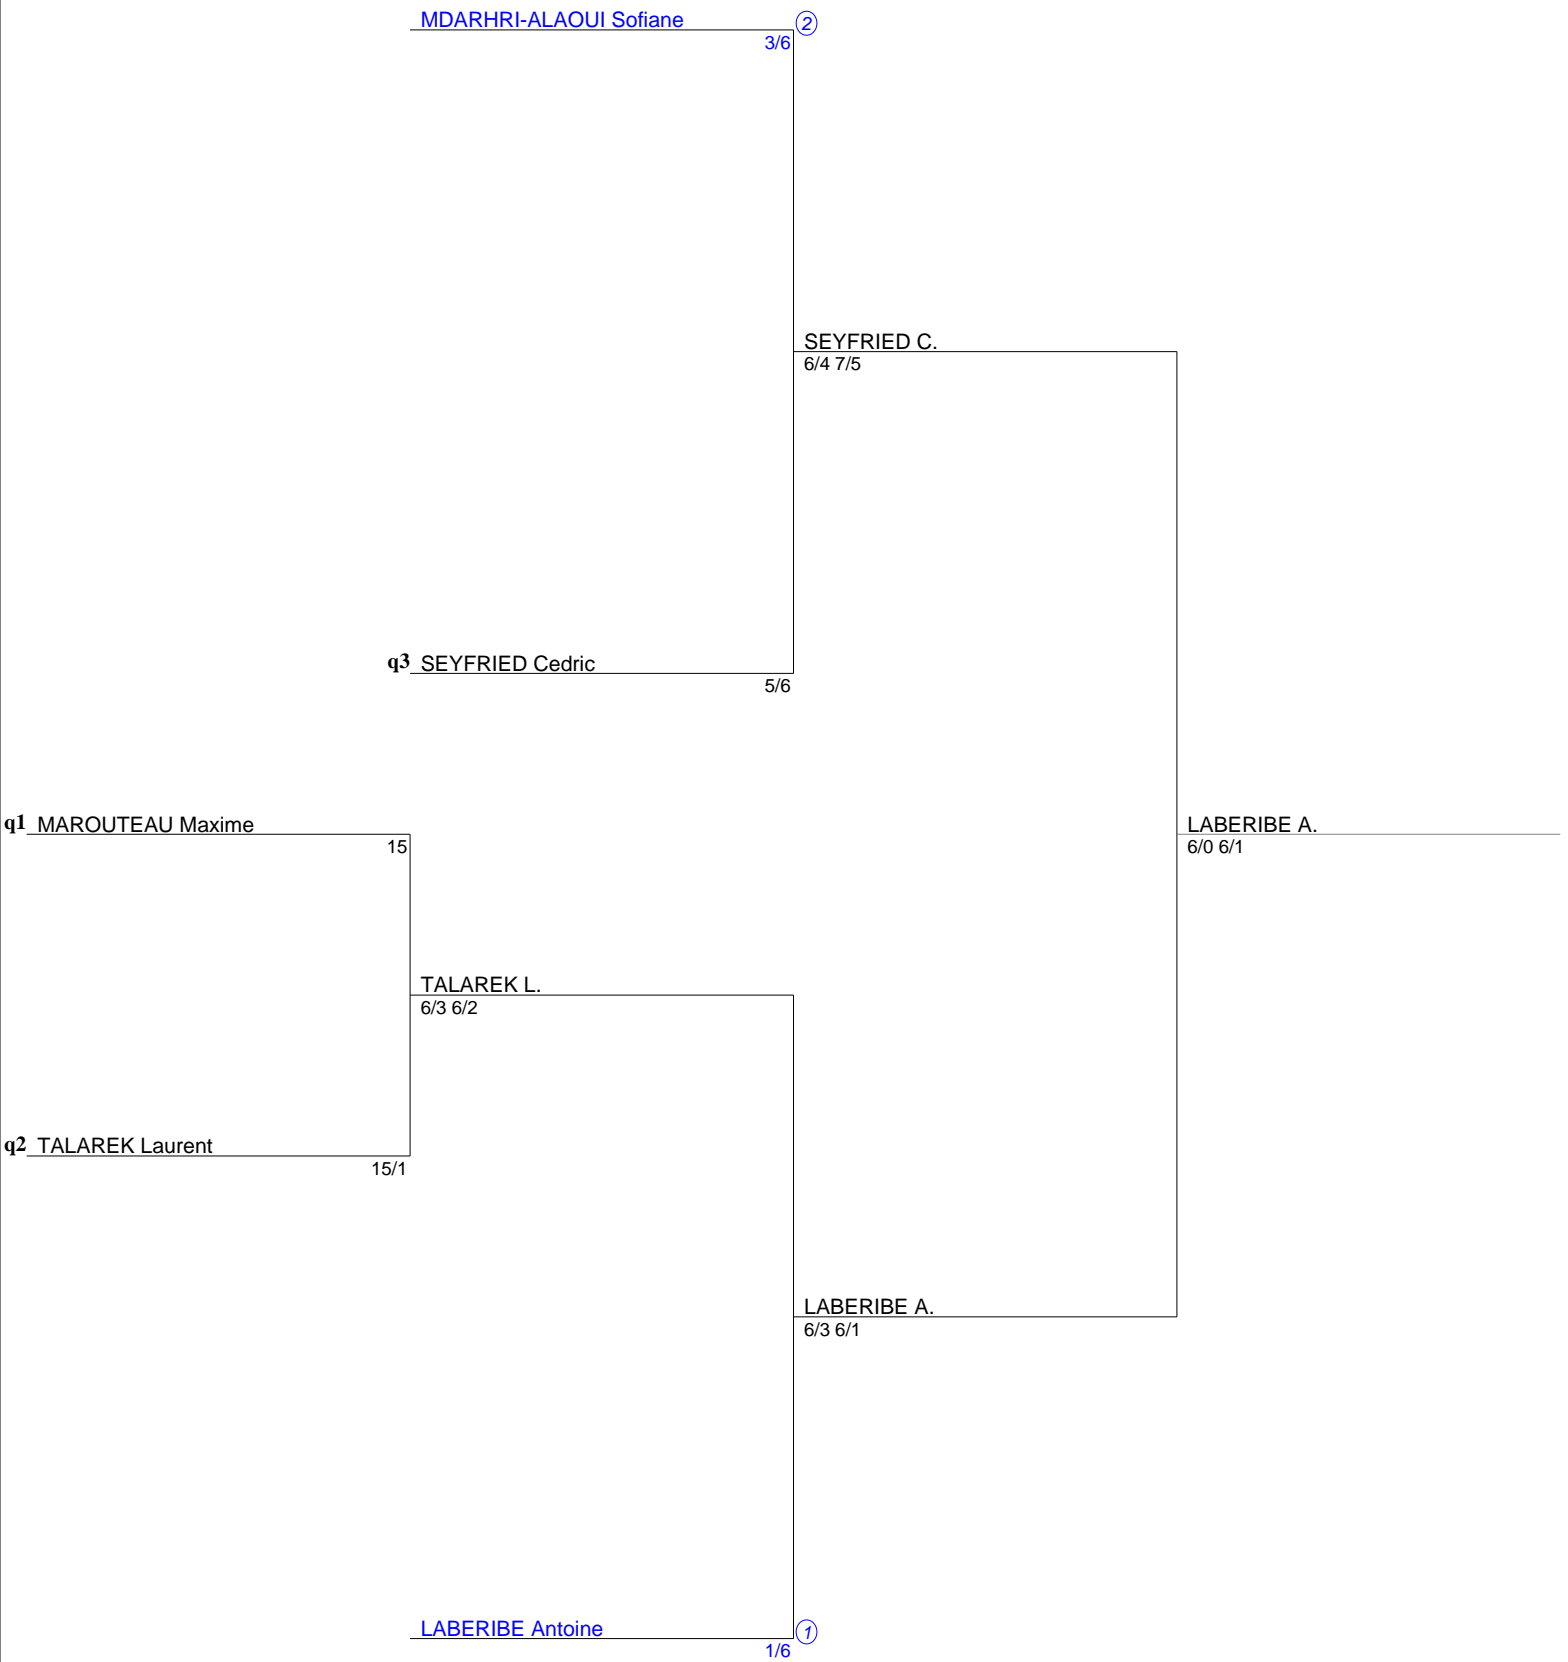 MDARHRI-ALAOUI Sofiane
2
3/6
SEYFRIED C.
6/4 7/5
q3 SEYFRIED Cedric
5/6
q1 MAROUTEAU Maxime
15
LABERIBE A.
6/0 6/1
TALAREK L.
6/3 6/2
q2 TALAREK Laurent
15/1
LABERIBE A.
6/3 6/1
LABERIBE Antoine
1
1/6